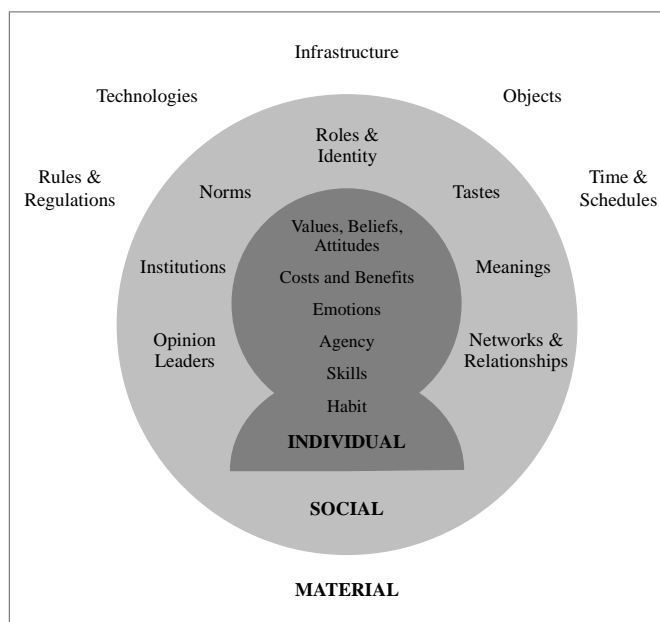 Infrastructure
Technologies
Objects
Roles &
Identity
Rules &
Regulations
Norms
Tastes
Time &
Schedules
Values, Beliefs,
Attitudes
Institutions
Costs and Benefits
Meanings
Emotions
Opinion
Leaders
Agency
Networks &
Relationships
Skills
Habit
INDIVIDUAL
SOCIAL
MATERIAL